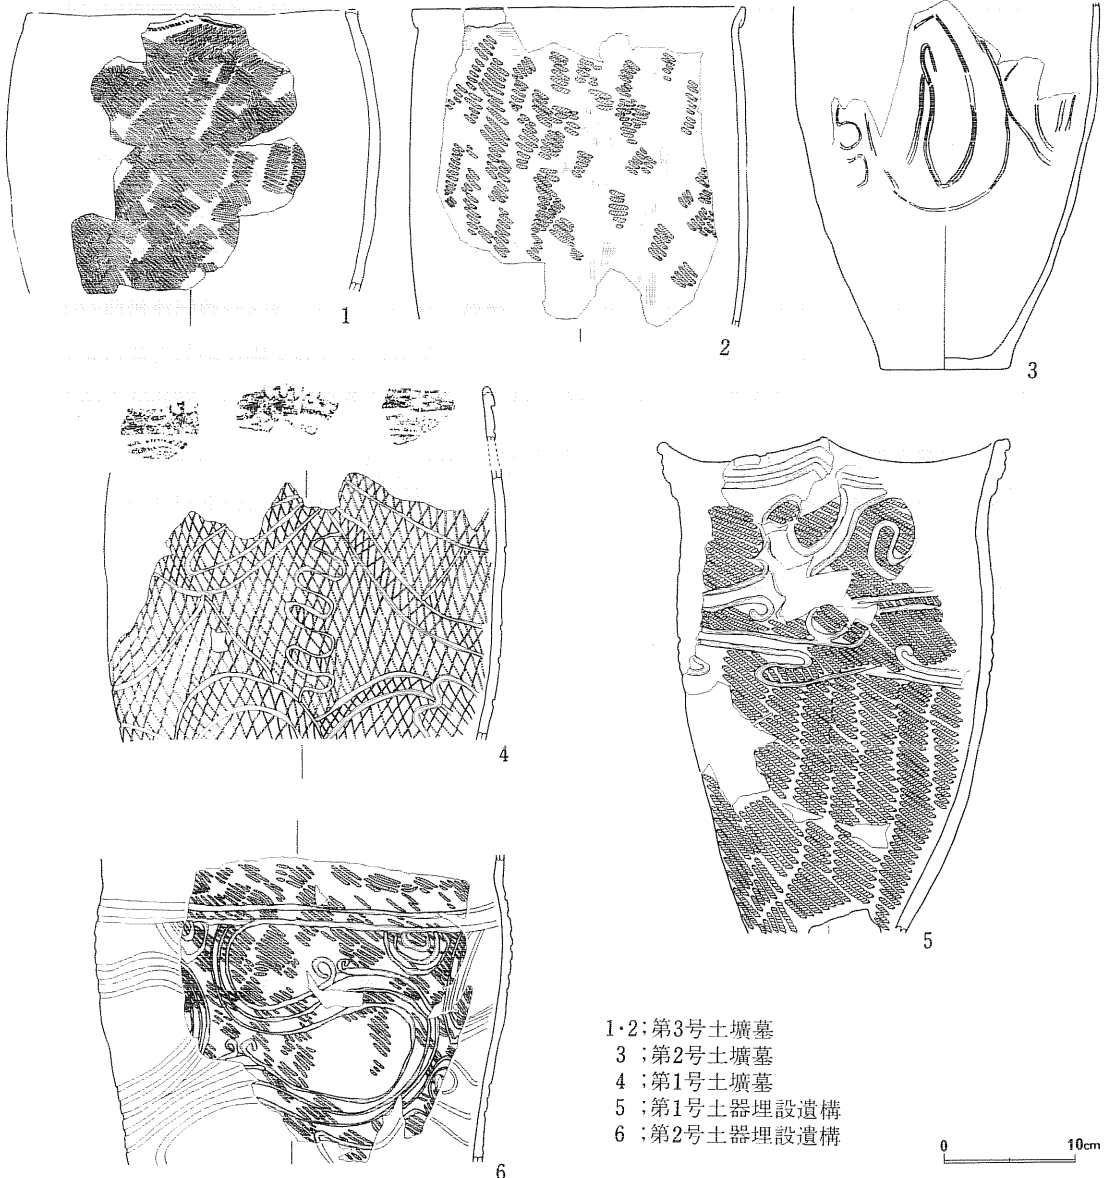 1
2
3
4
5
6
1・2;第3号土壙墓
3 ;第2号土壙墓
4 ;第1号土壙墓
5 ;第1号土器埋設遺構
6 ;第2号土器埋設遺構
0 10cm